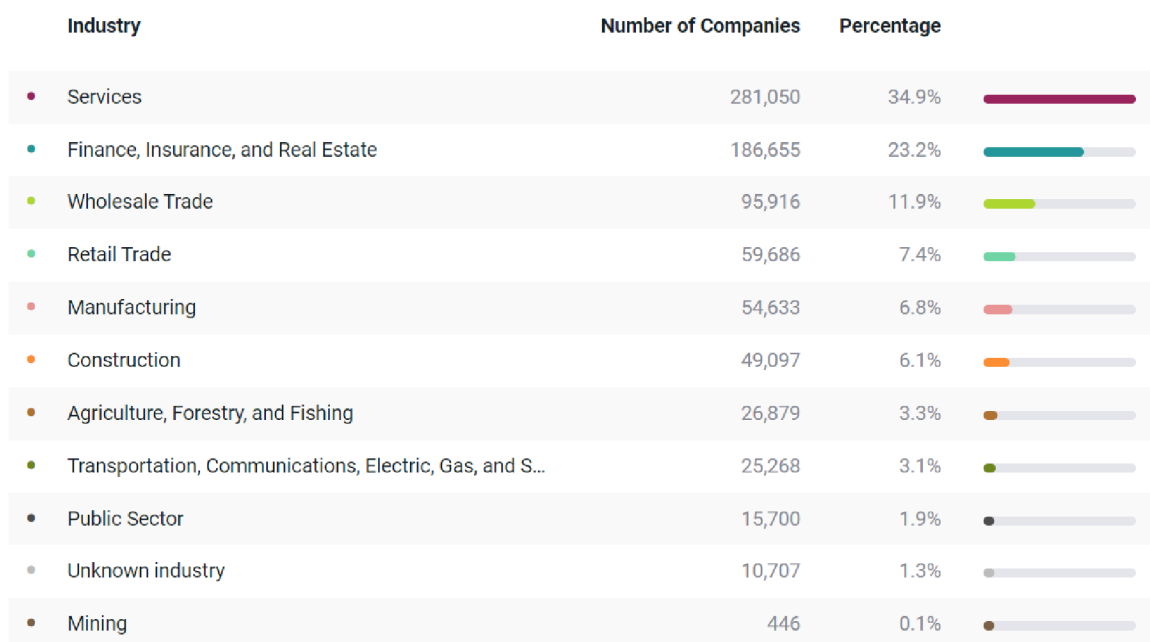 Industry Number of Companies Percentage
Services 281,050 34.9%
Finance, Insurance, and Real Estate 186,655 23.2%
Wholesale Trade 95,916 11.9%
Retail Trade 59,686 7.4%
Manufacturing 54,633 6.8%
Construction 49,097 6.1%
Agriculture, Forestry, and Fishing 26,879 3.3%
Transportation, Communications, Electric, Gas, and S... 25,268 3.1%
Public Sector 15,700 1.9%
Unknown industry 10,707 1.3%
Mining 446 0.1%